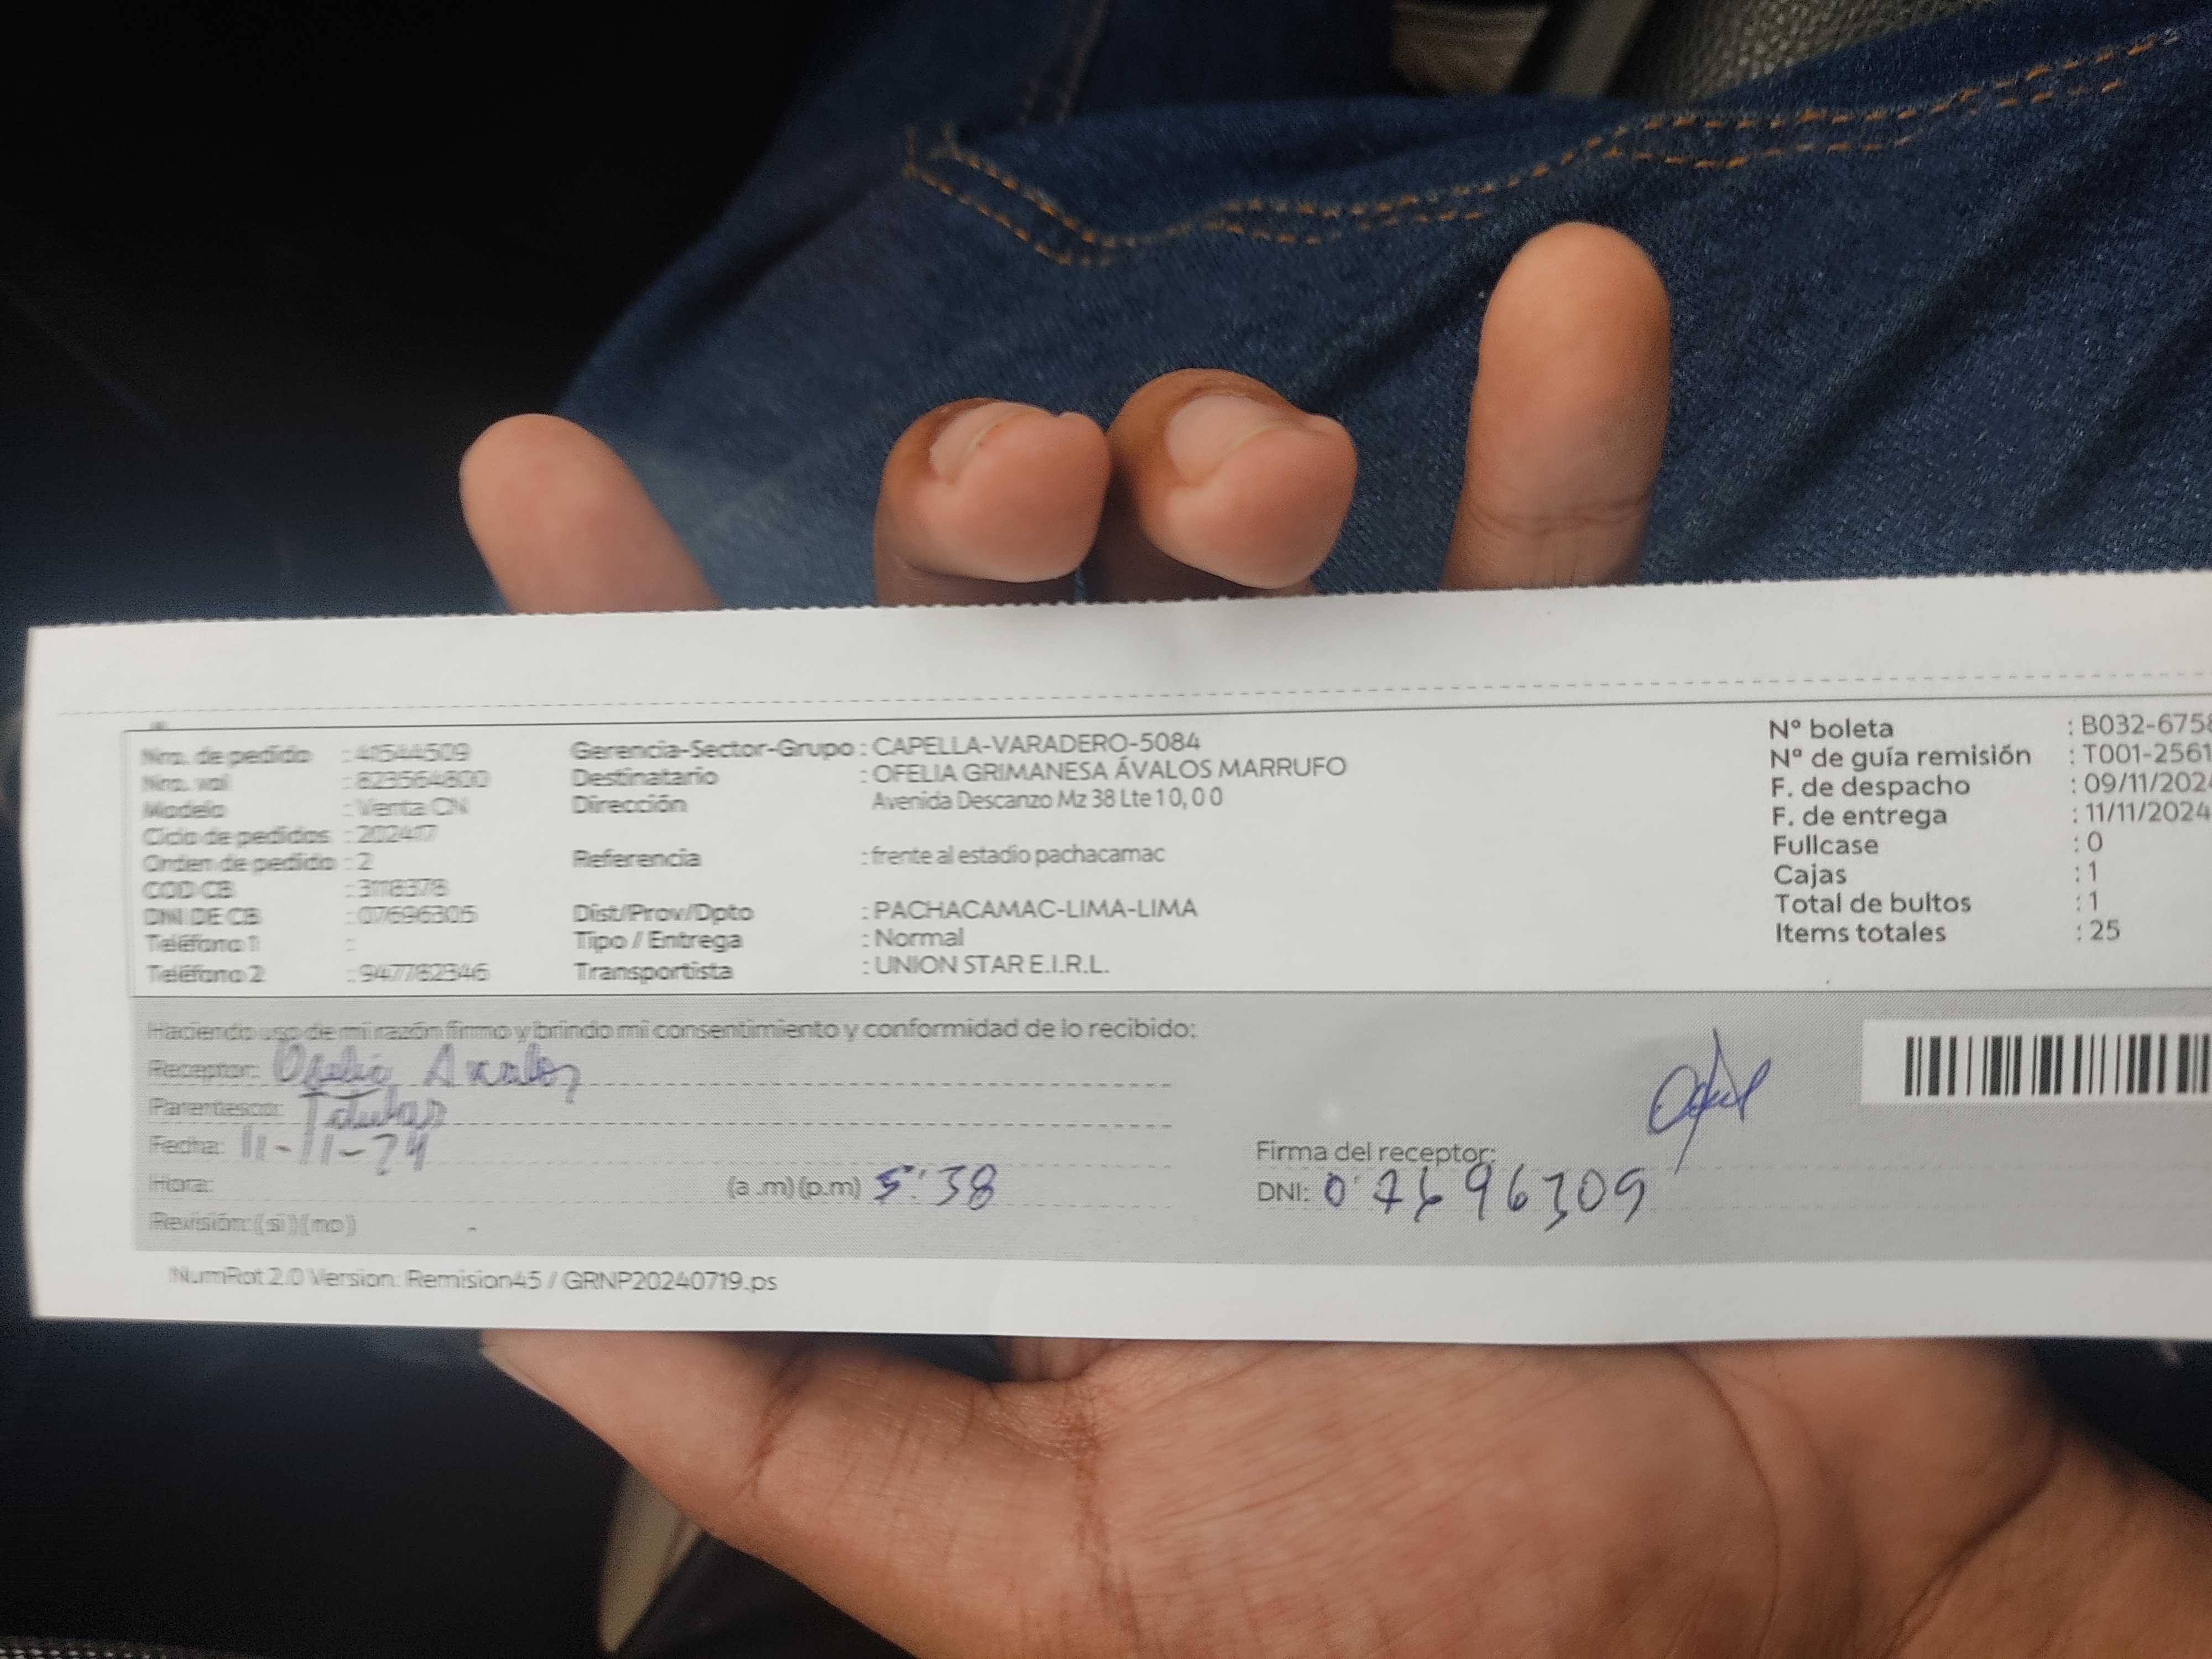 Nro. de pedido : 41544509
Nro. val : 823564800
Modelo : Venta CN
Ciclo de pedidos : 202417
Orden de pedido : 2
COD CB : 3118378
DNI DE CB : 07696305
Teléfono 1 :
Teléfono 2 : 947782346
Gerencia-Sector-Grupo : CAPELLA-VARADERO-5084
Destinatario : OFELIA GRIMANESA ÁVALOS MARRUFO
Dirección Avenida Descanzo Mz 38 Lte 10, 0 0
Referencia : frente al estadio pachacamac
Dist/Prov/Dpto : PACHACAMAC-LIMA-LIMA
Tipo / Entrega : Normal
Transportista : UNION STAR E.I.R.L.
N° boleta : B032-675
N° de guía remisión : T001-2561
F. de despacho : 09/11/202
F. de entrega : 11/11/2024
Fullcase : 0
Cajas : 1
Total de bultos : 1
Items totales : 25
Haciendo uso de mi razón firmo y brindo mi consentimiento y conformidad de lo recibido:
Receptor: Ofelia Avalos
Parentesco: Titular
Fecha: 11-11-24
Hora: (a .m) (p.m) 5:38
Revisión: (si) (no)
Firma del receptor:
DNI: 07696309
NumRot 2.0 Version: Remision45 / GRNP20240719.ps